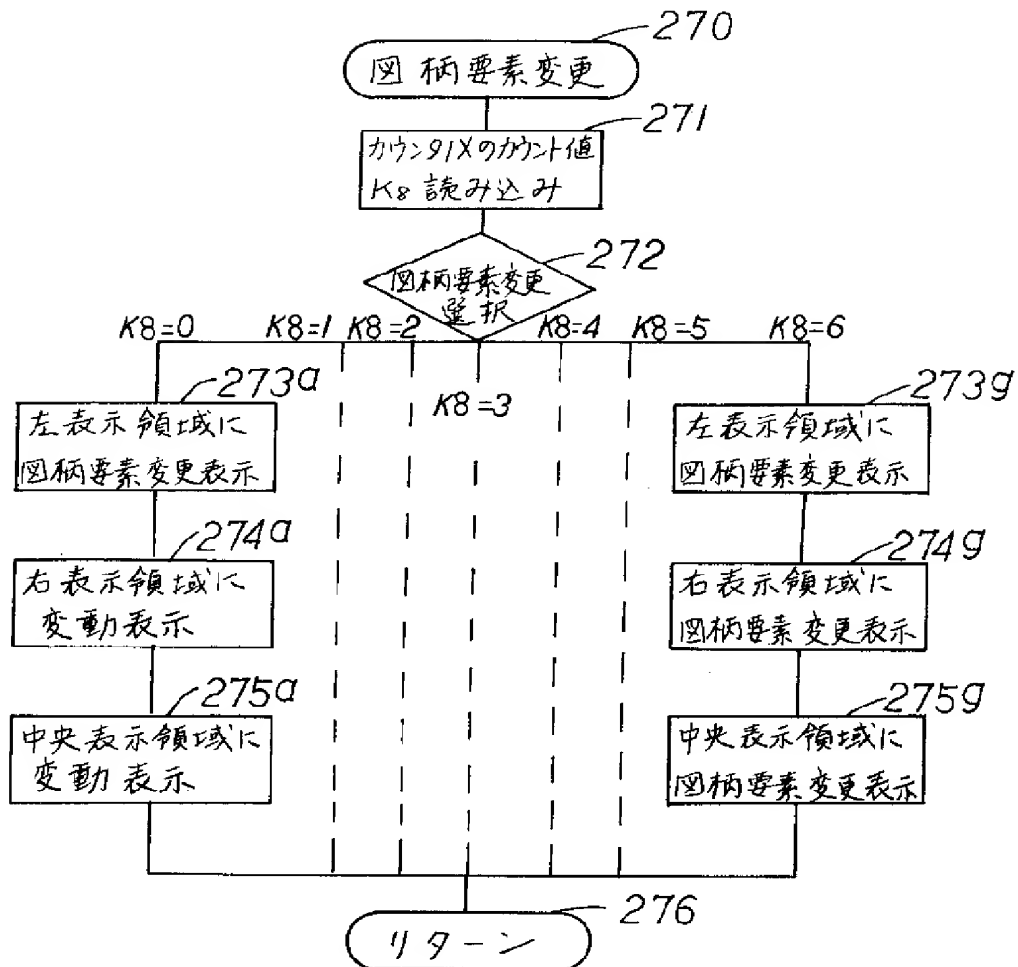 270
図柄要素変更
271
カウンタIXのカウント値
K8 読み込み
272
図柄要素変更
選択
K8=0
K8=1
K8=2
K8=3
K8=4
K8=5
K8=6
273a
左表示領域に
図柄要素変更表示
273g
左表示領域に
図柄要素変更表示
274a
右表示領域に
変動表示
274g
右表示領域に
図柄要素変更表示
275a
中央表示領域に
変動表示
275g
中央表示領域に
図柄要素変更表示
276
リターン